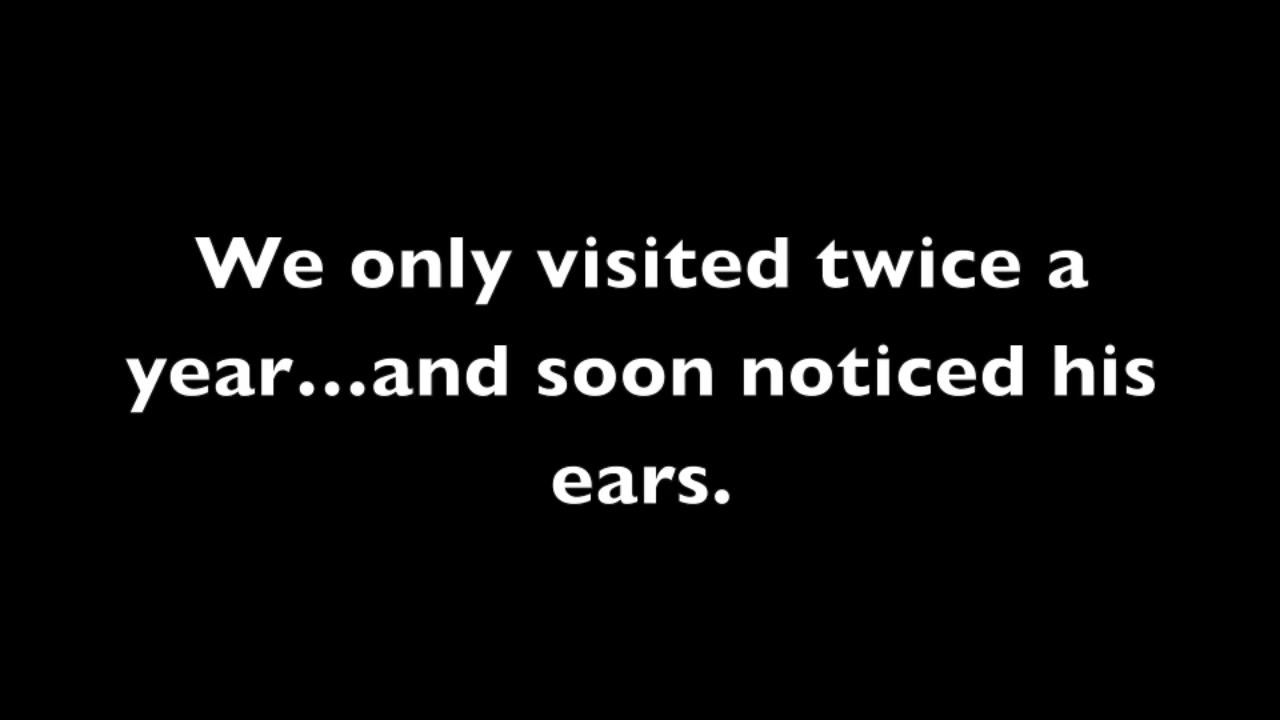 We only visited twice a
year...and soon noticed his
ears.